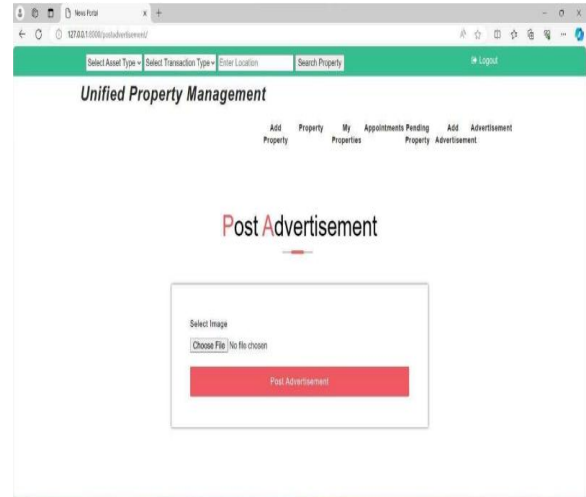 News Portal
127.0.0.1:8000/postadvertisement/
Select Asset Type Select Transaction Type Enter Location Search Property Logout
Unified Property Management
Add Property My Appointments Pending Add Advertisement
Property Properties Property Advertisement
Post Advertisement
Select Image
Choose File No file chosen
Post Advertisement